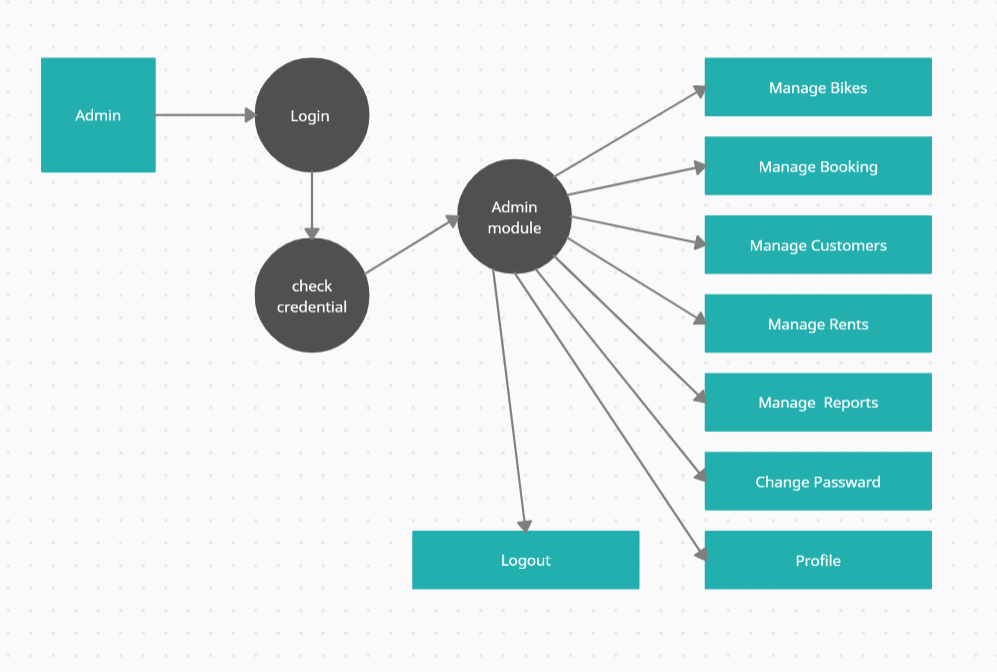 Admin
Login
check
credential
Admin
module
Manage Bikes
Manage Booking
Manage Customers
Manage Rents
Manage  Reports
Change Passward
Profile
Logout